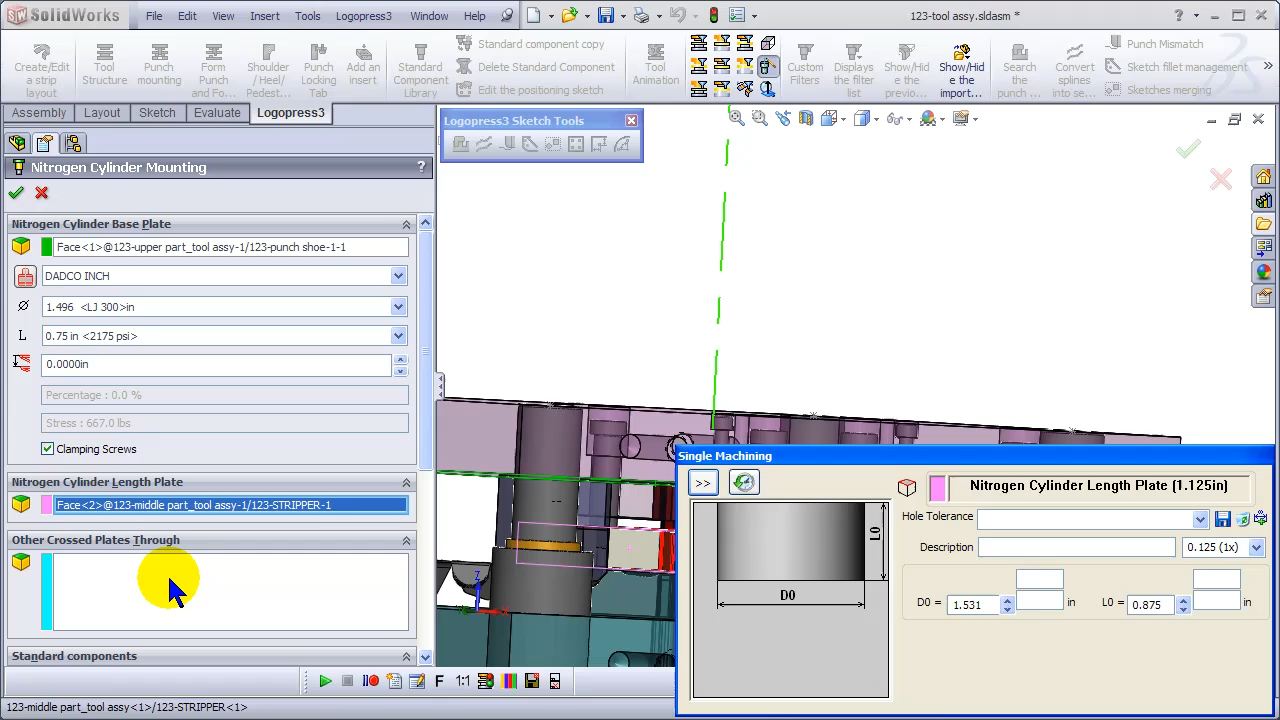 SolidWorks
File
Edit
View
Insert
Tools
Logopress3
Window
Help
123-tool assy.sldasm *
Create/Edit a strip layout
Tool Structure
Punch mounting
Form Punch and Fo...
Shoulder/Heel Pedest...
Punch Locking Tab
Add an insert
Standard Component Library
Standard component copy
Delete Standard Component
Edit the positioning sketch
Tool Animation
Custom Filters
Displays the filter list
Show/Hide the previo...
Show/Hide the import...
Search the punch ...
Convert splines into se...
Punch Mismatch
Sketch fillet management
Sketches merging
Assembly
Layout
Sketch
Evaluate
Logopress3
Logopress3 Sketch Tools
Nitrogen Cylinder Mounting
?
Nitrogen Cylinder Base Plate
Face<1>@123-upper part_tool assy-1/123-punch shoe-1-1
DADCO INCH
1.496 <LJ 300>in
L
0.75 in <2175 psi>
0.0000in
Percentage : 0.0 %
Stress : 667.0 lbs
Clamping Screws
Nitrogen Cylinder Length Plate
Face<2>@123-middle part_tool assy-1/123-STRIPPER-1
Other Crossed Plates Through
Standard components
Single Machining
>>
Nitrogen Cylinder Length Plate (1.125in)
Hole Tolerance
Description
0.125 (1x)
D0 = 1.531 in
L0 = 0.875 in
L0
D0
F
1:1
123-middle part_tool assy<1>/123-STRIPPER<1>